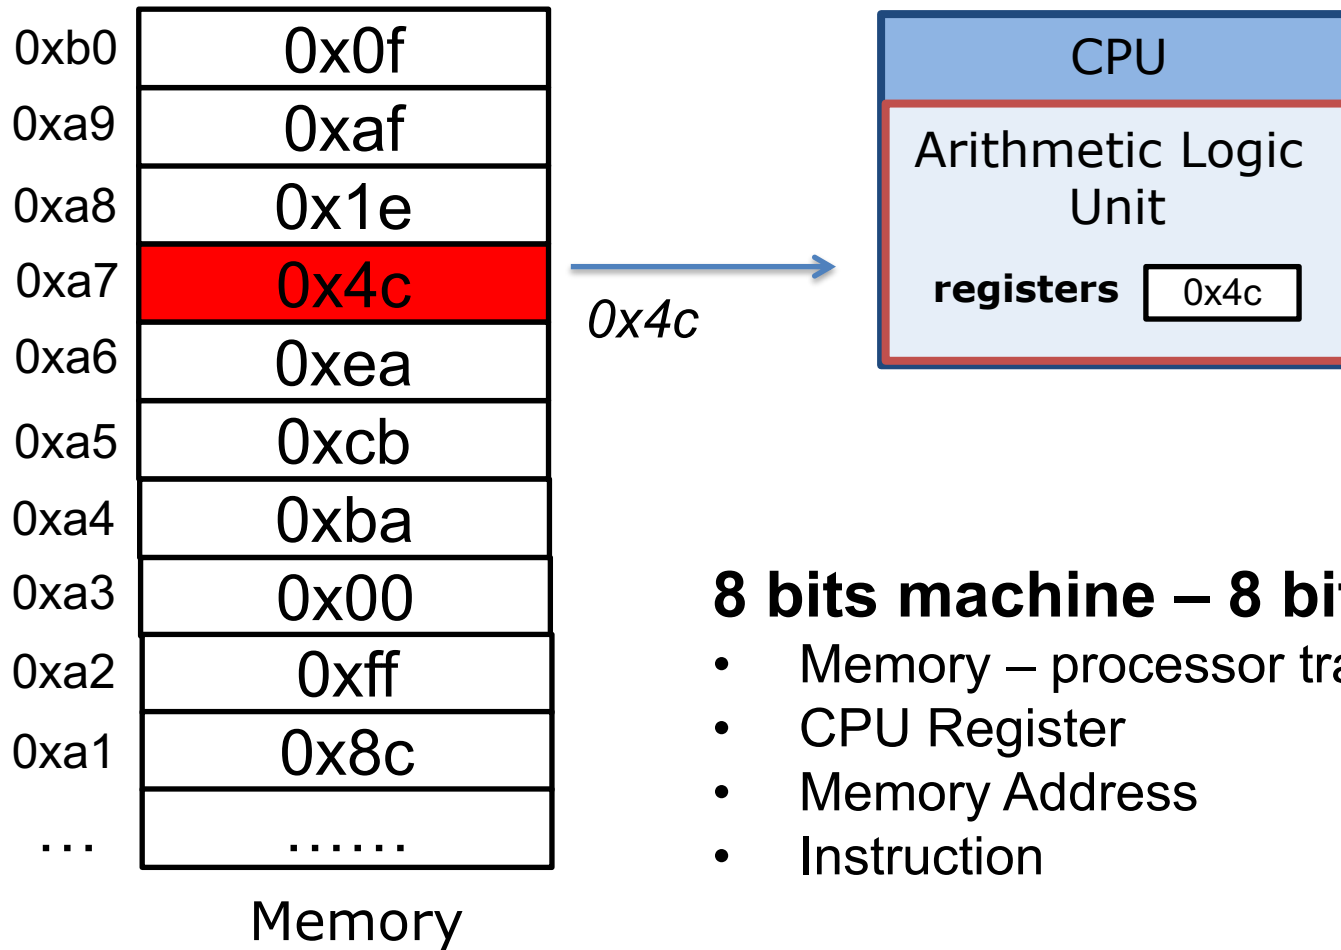 0xb0 0x0f
0xa9 0xaf
0xa8 0x1e
0xa7 0x4c
0xa6 0xea
0xa5 0xcb
0xa4 0xba
0xa3 0x00
0xa2 0xff
0xa1 0x8c
... ......
Memory
0x4c
CPU
Arithmetic Logic
Unit
registers 0x4c
8 bits machine – 8
• Memory – processor
• CPU Register
• Memory Address
• Instruction